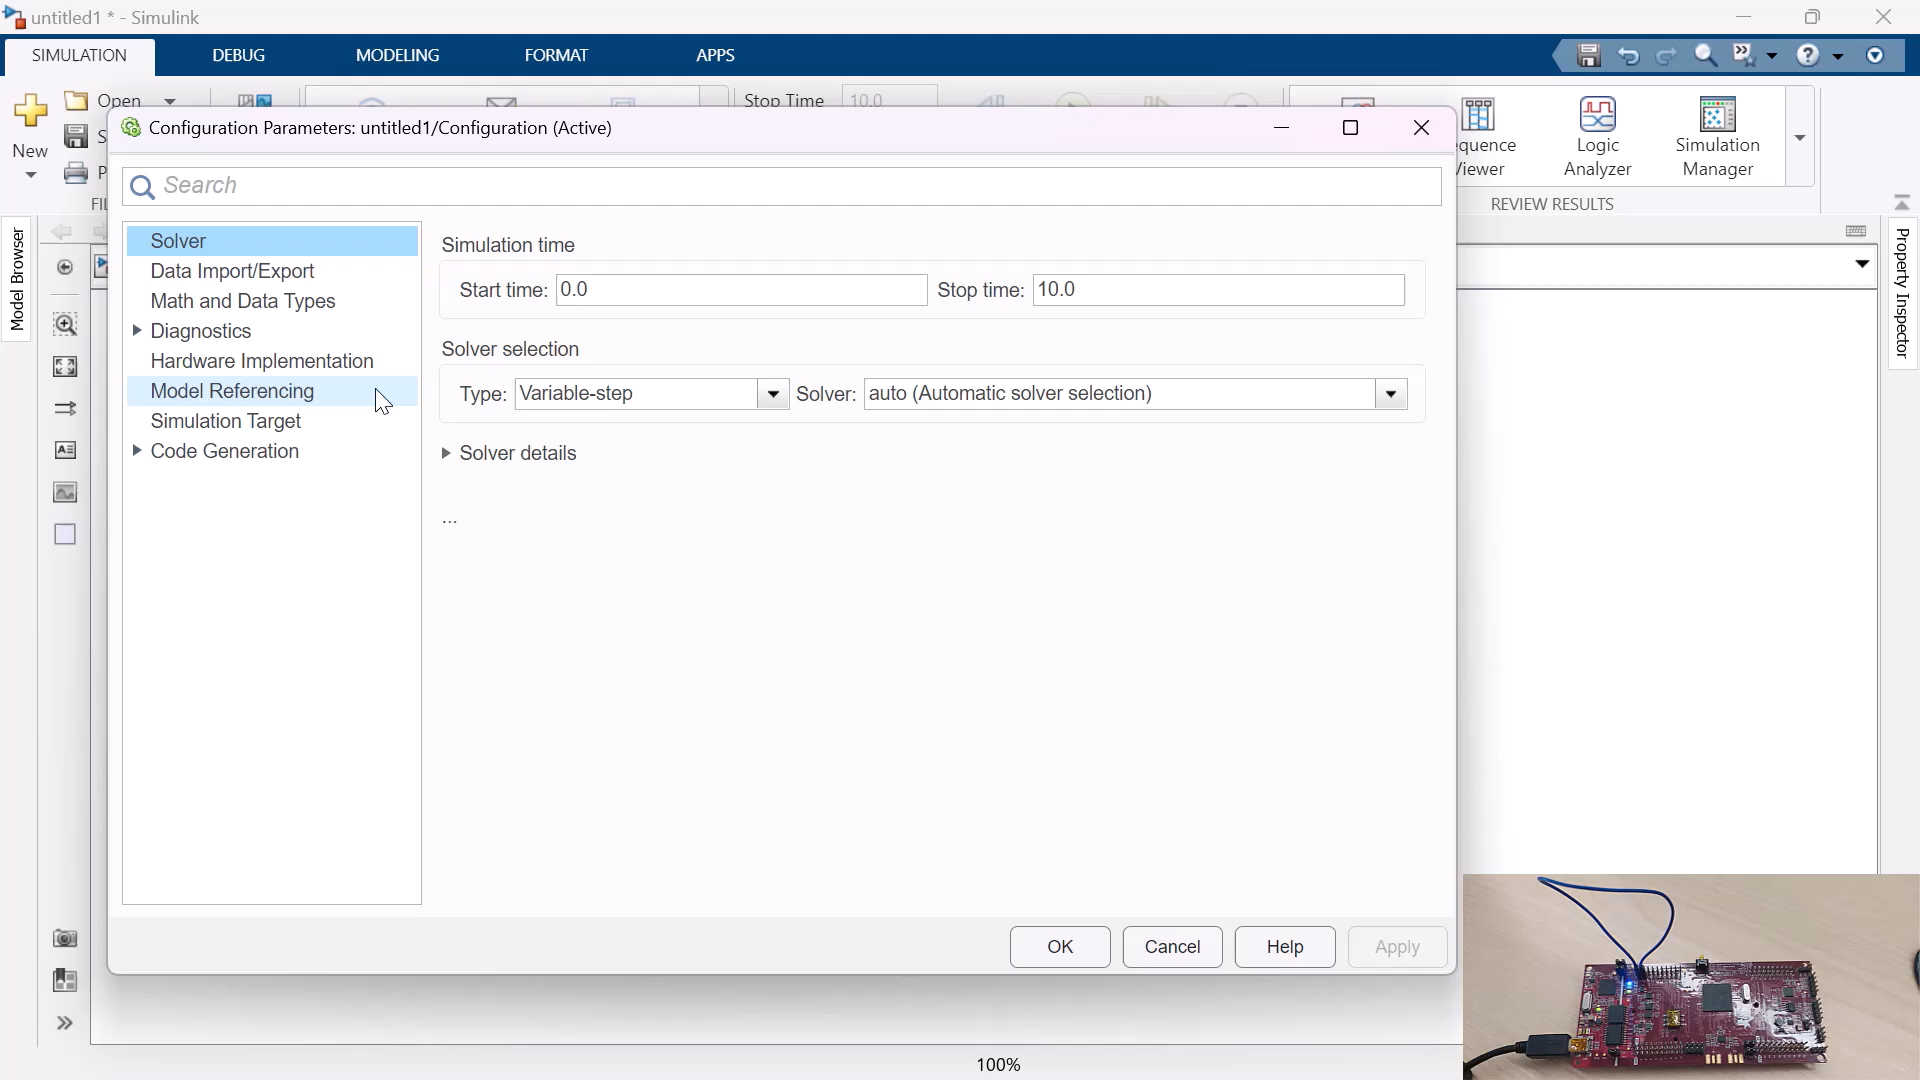 untitled1 * - Simulink
SIMULATION
DEBUG
MODELING
FORMAT
APPS
New
Open
S
P
FIL
Stop Time
10.0
equence
Viewer
Logic
Analyzer
Simulation
Manager
REVIEW RESULTS
Model Browser
Property Inspector
Configuration Parameters: untitled1/Configuration (Active)
Search
Solver
Data Import/Export
Math and Data Types
Diagnostics
Hardware Implementation
Model Referencing
Simulation Target
Code Generation
Simulation time
Start time: 0.0
Stop time: 10.0
Solver selection
Type: Variable-step
Solver: auto (Automatic solver selection)
Solver details
...
OK
Cancel
Help
Apply
100%